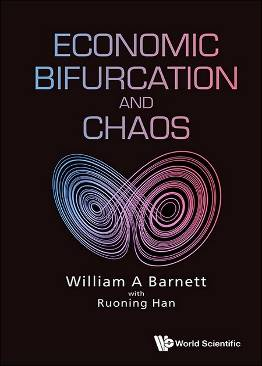 ECONOMIC
BIFURCATION
AND
CHAOS
William A Barnett
with
Ruoning Han
World Scientific